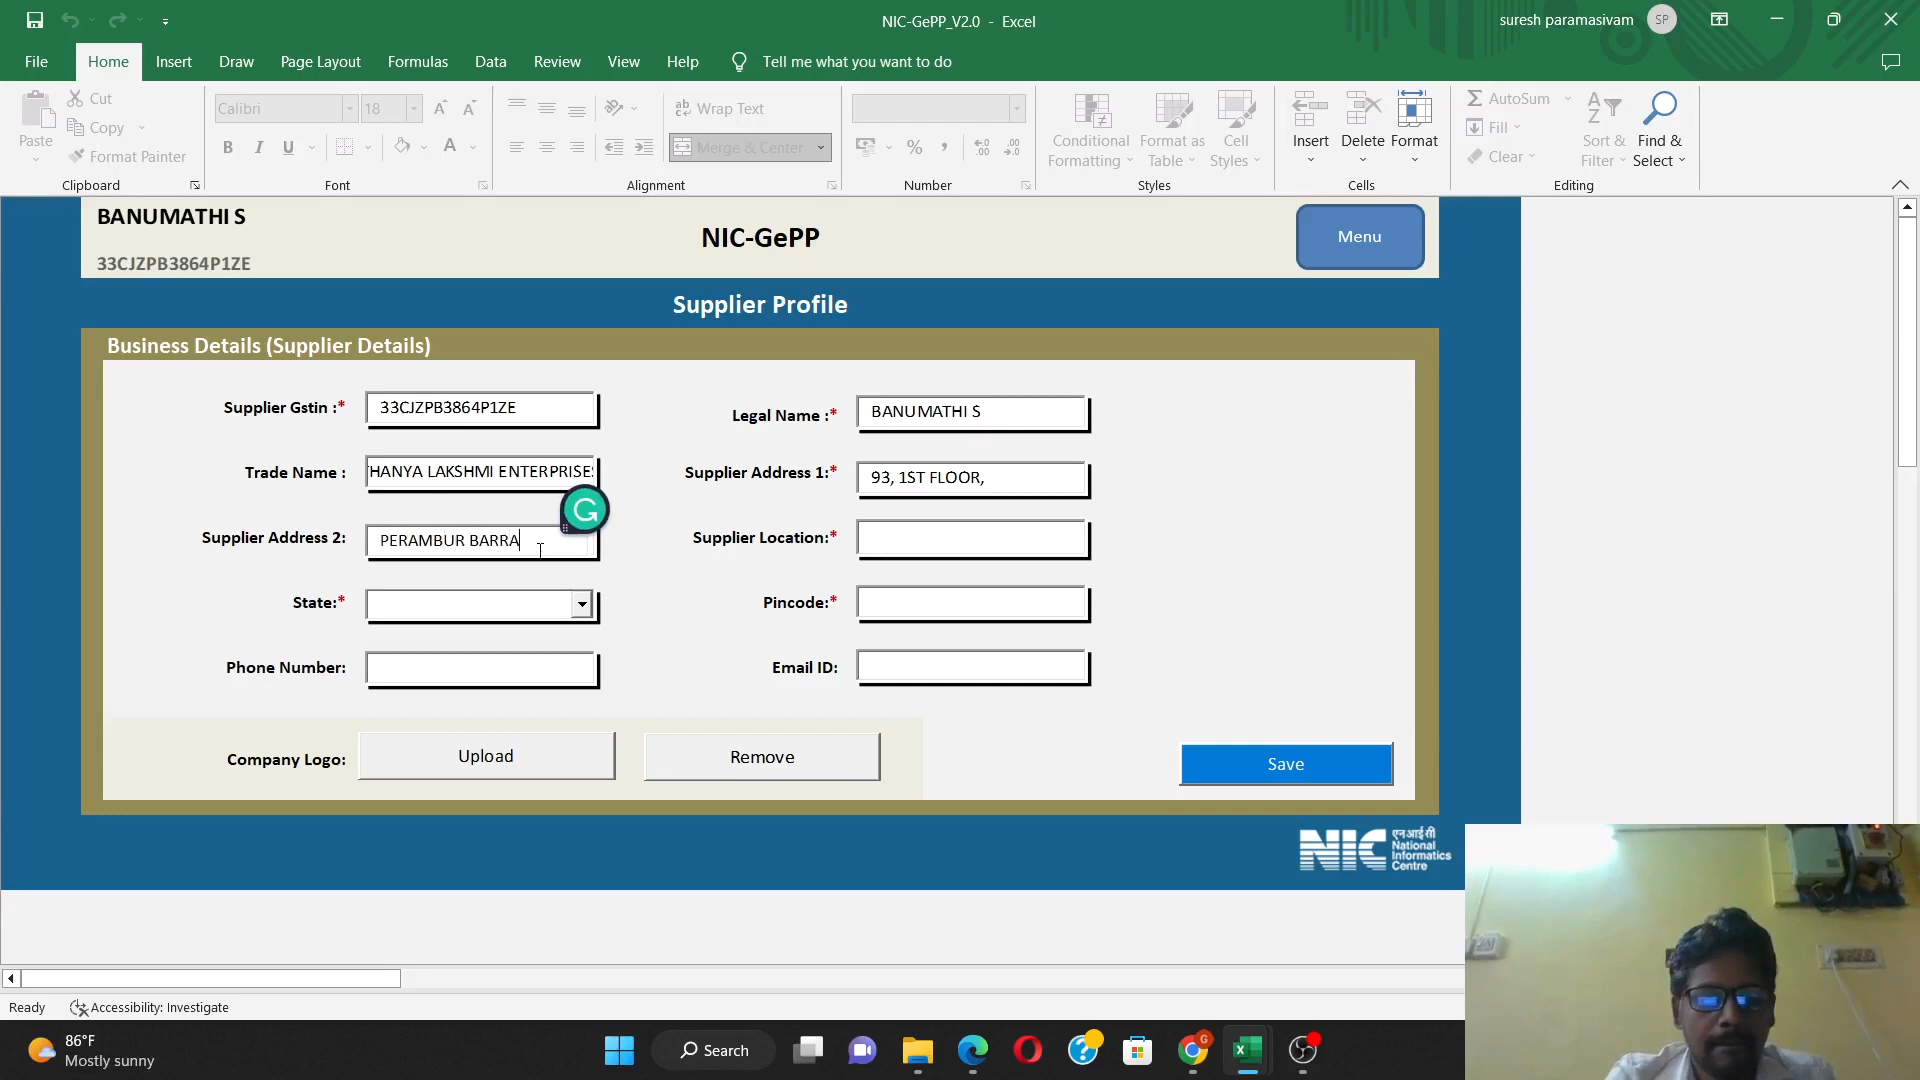 NIC-GePP_V2.0 - Excel
suresh paramasivam
SP
File
Home
Insert
Draw
Page Layout
Formulas
Data
Review
View
Help
Tell me what you want to do
Paste
Cut
Copy
Format Painter
Clipboard
Calibri
18
Font
Wrap Text
Merge & Center
Alignment
Number
Conditional Formatting
Format as Table
Cell Styles
Styles
Insert
Delete
Format
Cells
AutoSum
Fill
Clear
Sort & Filter
Find & Select
Editing
BANUMATHI S
33CJZPB3864P1ZE
NIC-GePP
Menu
Supplier Profile
Business Details (Supplier Details)
Supplier Gstin :* 33CJZPB3864P1ZE
Legal Name :* BANUMATHI S
Trade Name : HANYA LAKSHMI ENTERPRISES
Supplier Address 1:* 93, 1ST FLOOR,
Supplier Address 2: PERAMBUR BARRA
Supplier Location:*
State:*
Pincode:*
Phone Number:
Email ID:
Company Logo:
Upload
Remove
Save
NIC
एनआईसी
National
Informatics
Centre
Ready
Accessibility: Investigate
86°F
Mostly sunny
Search